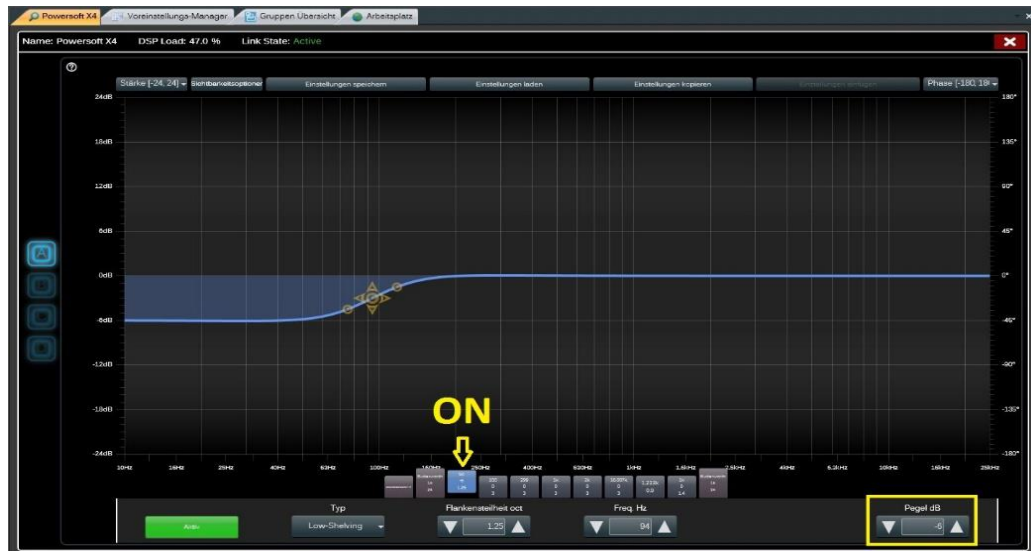 Powersoft X4 Voreinstellungs-Manager Gruppen Übersicht Arbeitsplatz
Name: Powersoft X4 DSP Load: 47.0 % Link State: Active
Stärke [-24, 24] Sichtbarkeitsoptionen Einstellungen speichern Einstellungen laden Einstellungen kopieren Einstellungen einfügen Phase [-180, 18
24dB 180°
18dB 135°
12dB 90°
6dB 45°
0dB 0°
-6dB -45°
-12dB -90°
-18dB -135°
ON
-24dB -180°
10Hz 16Hz 25Hz 40Hz 63Hz 100Hz 160Hz 250Hz 400Hz 630Hz 1kHz 1.6kHz 2.5kHz 4kHz 6.3kHz 10kHz 16kHz 25kHz
Typ Flankensteilheit oct Freq. Hz Pegel dB
Aktiv Low-Shelving 1.25 94 -6